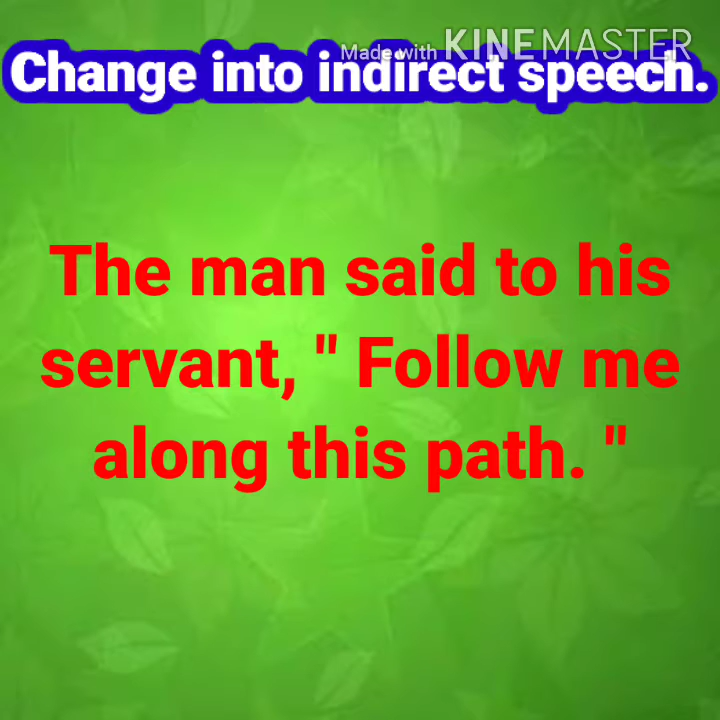 Made with KINEMASTER
Change into indirect speech.
The man said to his
servant, " Follow me
along this path. "